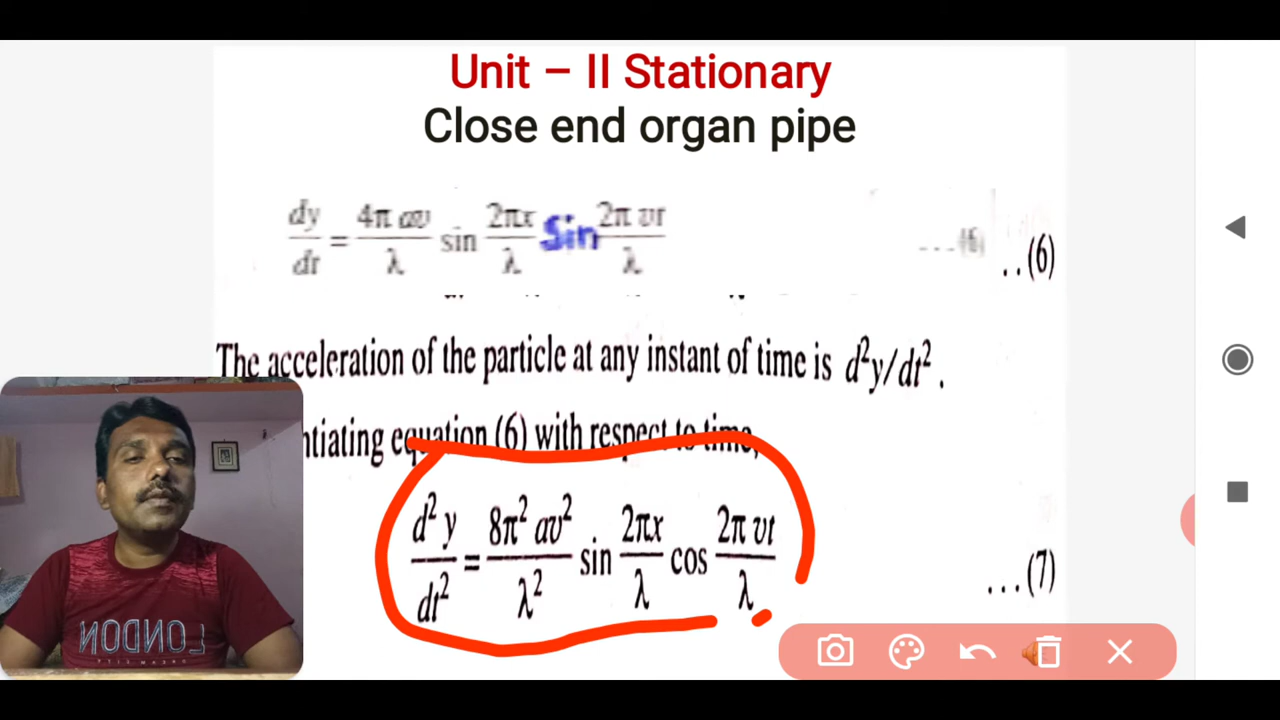 Unit – II Stationary
Close end organ pipe
dy/dt = 4π av/λ sin 2πx/λ Sin 2π vt/λ ...(6) ..(6)
The acceleration of the particle at any instant of time is d²y/dt².
ntiating equation (6) with respect to time,
d²y/dt² = 8π² av²/λ² sin 2πx/λ cos 2π vt/λ ...(7)
LONDON